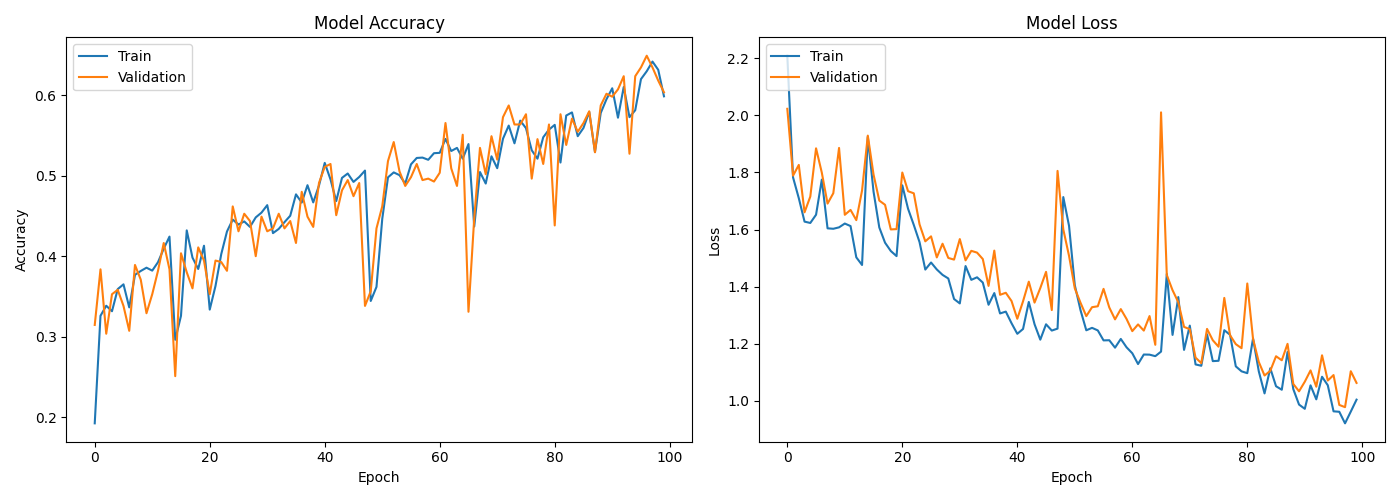 Model Accuracy
Train
Validation
0.6
0.5
0.4
0.3
0.2
Accuracy
0 20 40 60 80 100
Epoch
Model Loss
Train
Validation
2.2
2.0
1.8
1.6
1.4
1.2
1.0
Loss
0 20 40 60 80 100
Epoch